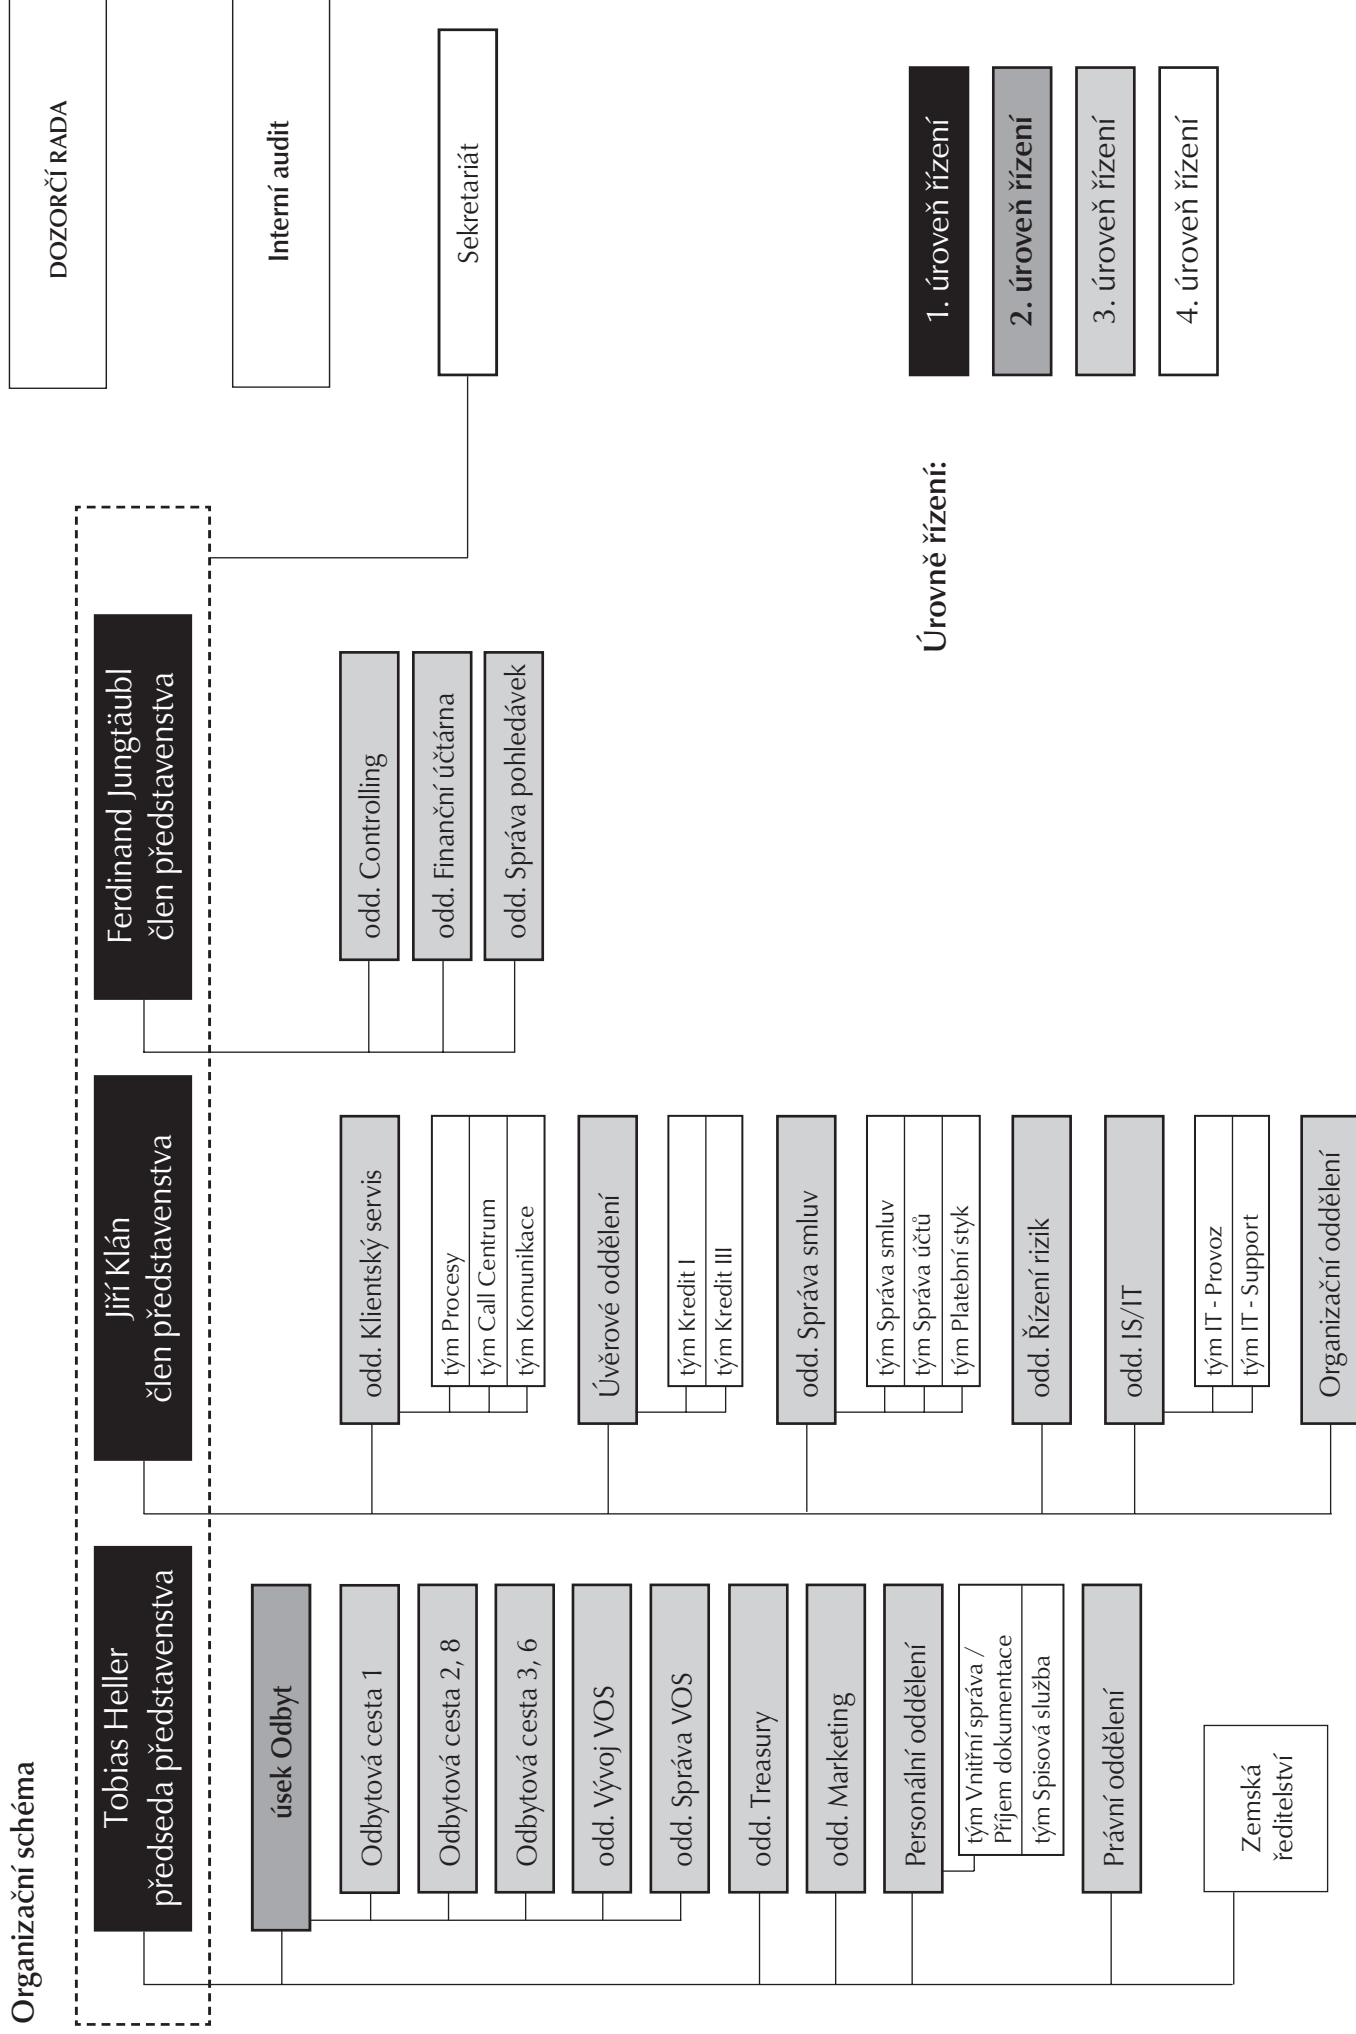 Organizační schéma
Tobias Heller
předseda představenstva
úsek Odbyt
Odbytová cesta 1
Odbytová cesta 2, 8
Odbytová cesta 3, 6
odd. Vývoj VOS
odd. Správa VOS
odd. Treasury
odd. Marketing
Personální oddělení
tým Vnitřní správa /
Příjem dokumentace
tým Spisová služba
Právní oddělení
Zemská
ředitelství
Jiří Klán
člen představenstva
odd. Klientský servis
tým Procesy
tým Call Centrum
tým Komunikace
Úvěrové oddělení
tým Kredit I
tým Kredit III
odd. Správa smluv
tým Správa smluv
tým Správa účtů
tým Platební styk
odd. Řízení rizik
odd. IS/IT
tým IT - Provoz
tým IT - Support
Organizační oddělení
Ferdinand Jungtäubl
člen představenstva
odd. Controlling
odd. Finanční účtárna
odd. Správa pohledávek
DOZORČÍ RADA
Interní audit
Sekretariát
Úrovně řízení:
1. úroveň řízení
2. úroveň řízení
3. úroveň řízení
4. úroveň řízení